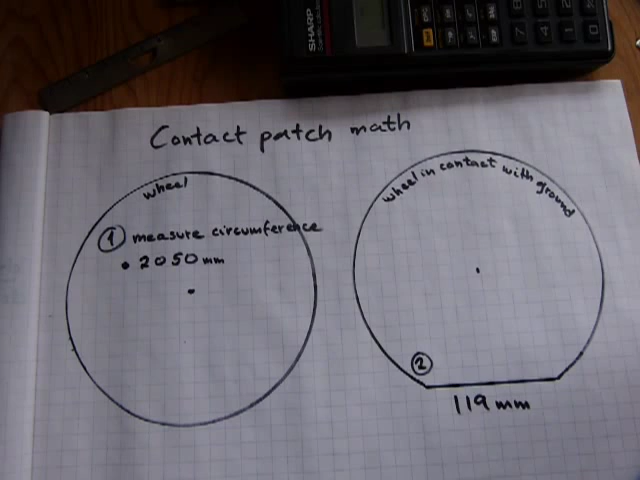 SHARP
Contact patch math
wheel
① measure circumference
• 2050 mm
wheel in contact with ground
②
119 mm